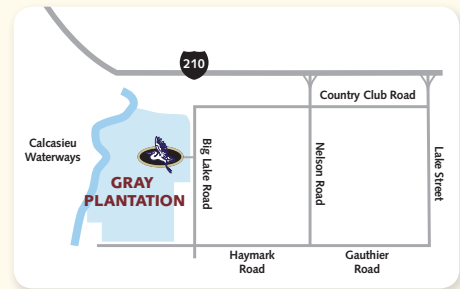 210
Country Club Road
Calcasieu
Waterways
Big Lake Road
Nelson Road
Lake Street
GRAY
PLANTATION
Haymark
Road
Gauthier
Road